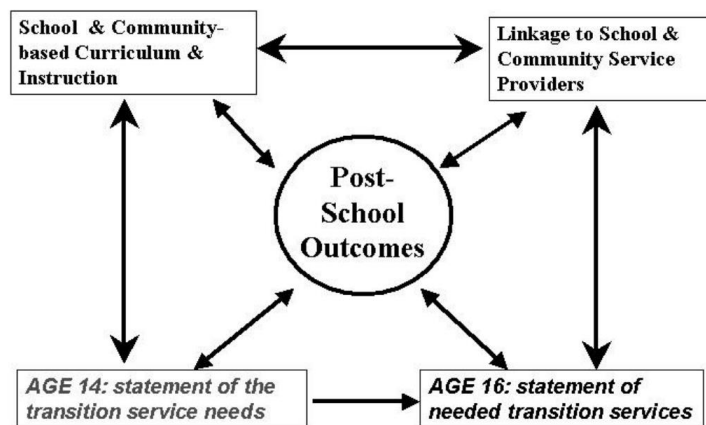 School & Community-
based Curriculum &
Instruction
Linkage to School &
Community Service
Providers
Post-
School
Outcomes
AGE 14: statement of the
transition service needs
AGE 16: statement of
needed transition services